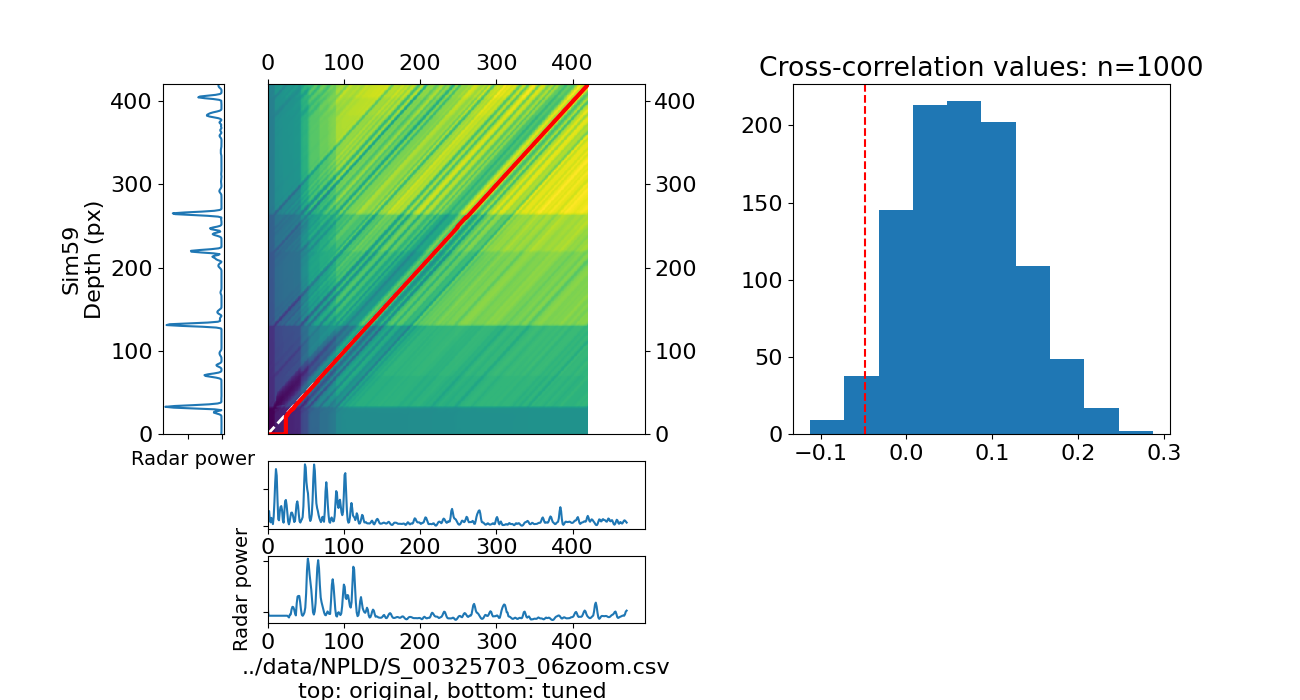 0 100 200 300 400
Cross-correlation values: n=1000
400
300
200
100
0
Sim59
Depth (px)
Radar power
400
300
200
100
0
200
150
100
50
0
−0.1 0.0 0.1 0.2 0.3
0 100 200 300 400
Radar power
0 100 200 300 400
../data/NPLD/S_00325703_06zoom.csv
top: original, bottom: tuned